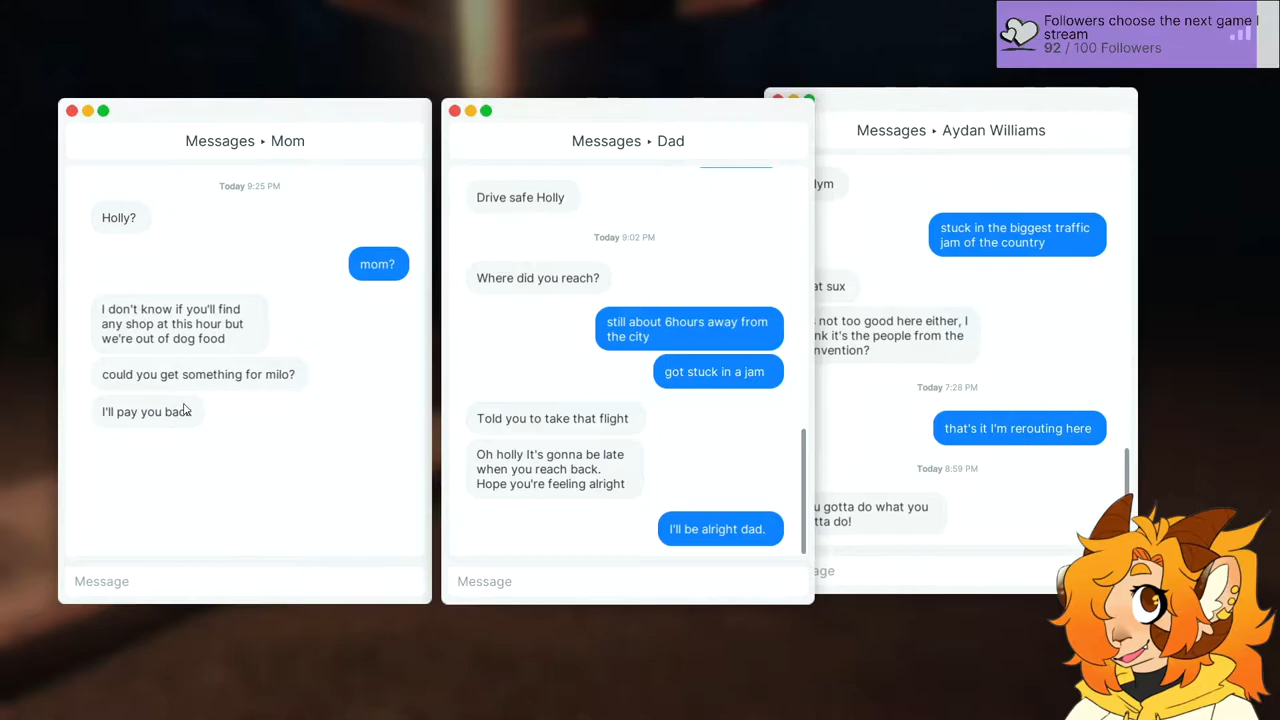 Followers choose the next game I
stream
92 / 100 Followers
Messages ▸ Mom
Today 9:25 PM
Holly?
mom?
I don't know if you'll find
any shop at this hour but
we're out of dog food
could you get something for milo?
I'll pay you back
Message
Messages ▸ Dad
Drive safe Holly
Today 9:02 PM
Where did you reach?
still about 6hours away from
the city
got stuck in a jam
Told you to take that flight
Oh holly It's gonna be late
when you reach back.
Hope you're feeling alright
I'll be alright dad.
Message
Messages ▸ Aydan Williams
stuck in the biggest traffic
jam of the country
sux
not too good here either, I
it's the people from the
Today 7:28 PM
that's it I'm rerouting here
Today 8:59 PM
gotta do what you
do!